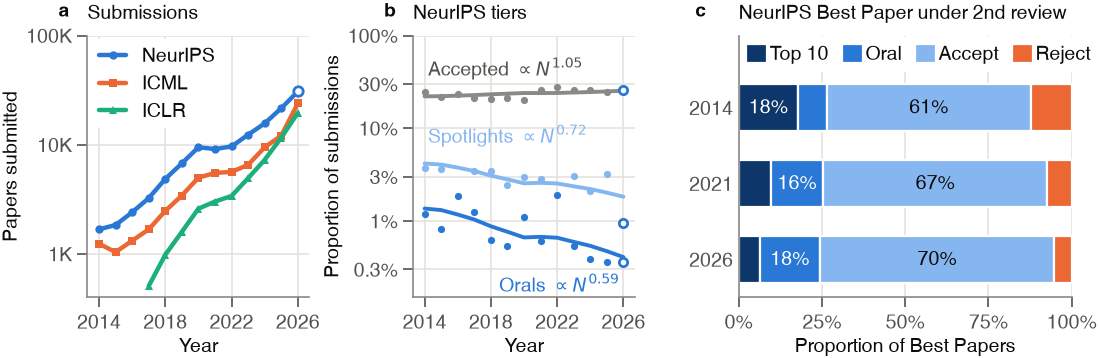 a Submissions
100K
10K
1K
Papers submitted
NeurIPS
ICML
ICLR
2014 2018 2022 2026
Year
b NeurIPS tiers
100%
30%
10%
3%
1%
0.3%
Proportion of submissions
Accepted ∝ N^1.05
Spotlights ∝ N^0.72
Orals ∝ N^0.59
2014 2018 2022 2026
Year
c NeurIPS Best Paper under 2nd review
Top 10 Oral Accept Reject
2014 18% 61%
2021 16% 67%
2026 18% 70%
0% 25% 50% 75% 100%
Proportion of Best Papers